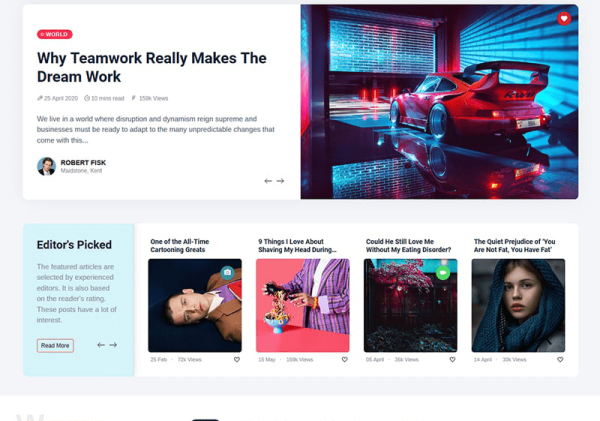 WORLD
Why Teamwork Really Makes The
Dream Work
25 April 2020 10 mins read 159k Views
We live in a world where disruption and dynamism reign supreme and
businesses must be ready to adapt to the many unpredictable changes that
come with this...
ROBERT FISK
Maidstone, Kent
Editor's Picked
The featured articles are
selected by experienced
editors. It is also based
on the reader's rating.
These posts have a lot of
interest.
Read More
One of the All-Time
Cartooning Greats
25 Feb · 72k Views
9 Things I Love About
Shaving My Head During...
15 May · 169k Views
Could He Still Love Me
Without My Eating Disorder?
05 April · 35k Views
The Quiet Prejudice of 'You
Are Not Fat, You Have Fat'
14 April · 30k Views